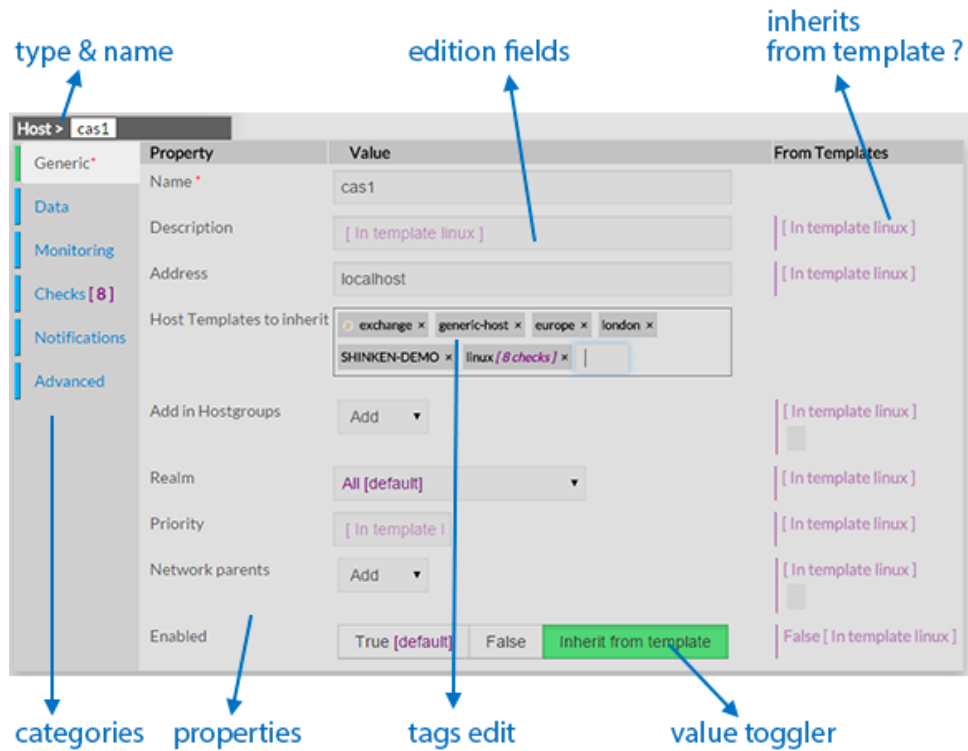 inherits
type & name edition fields from template ?
Host > cas1
Generic* Property Value From Templates
Name * cas1
Data
Description [ In template linux ] [ In template linux ]
Monitoring
Address localhost [ In template linux ]
Checks [ 8 ]
Host Templates to inherit exchange × generic-host × europe × london ×
Notifications
SHINKEN-DEMO × linux [ 8 checks ] ×
Advanced
Add in Hostgroups Add [ In template linux ]
Realm All [default] [ In template linux ]
Priority [ In template l [ In template linux ]
Network parents Add [ In template linux ]
Enabled True [default] False Inherit from template False [ In template linux ]
categories properties tags edit value toggler